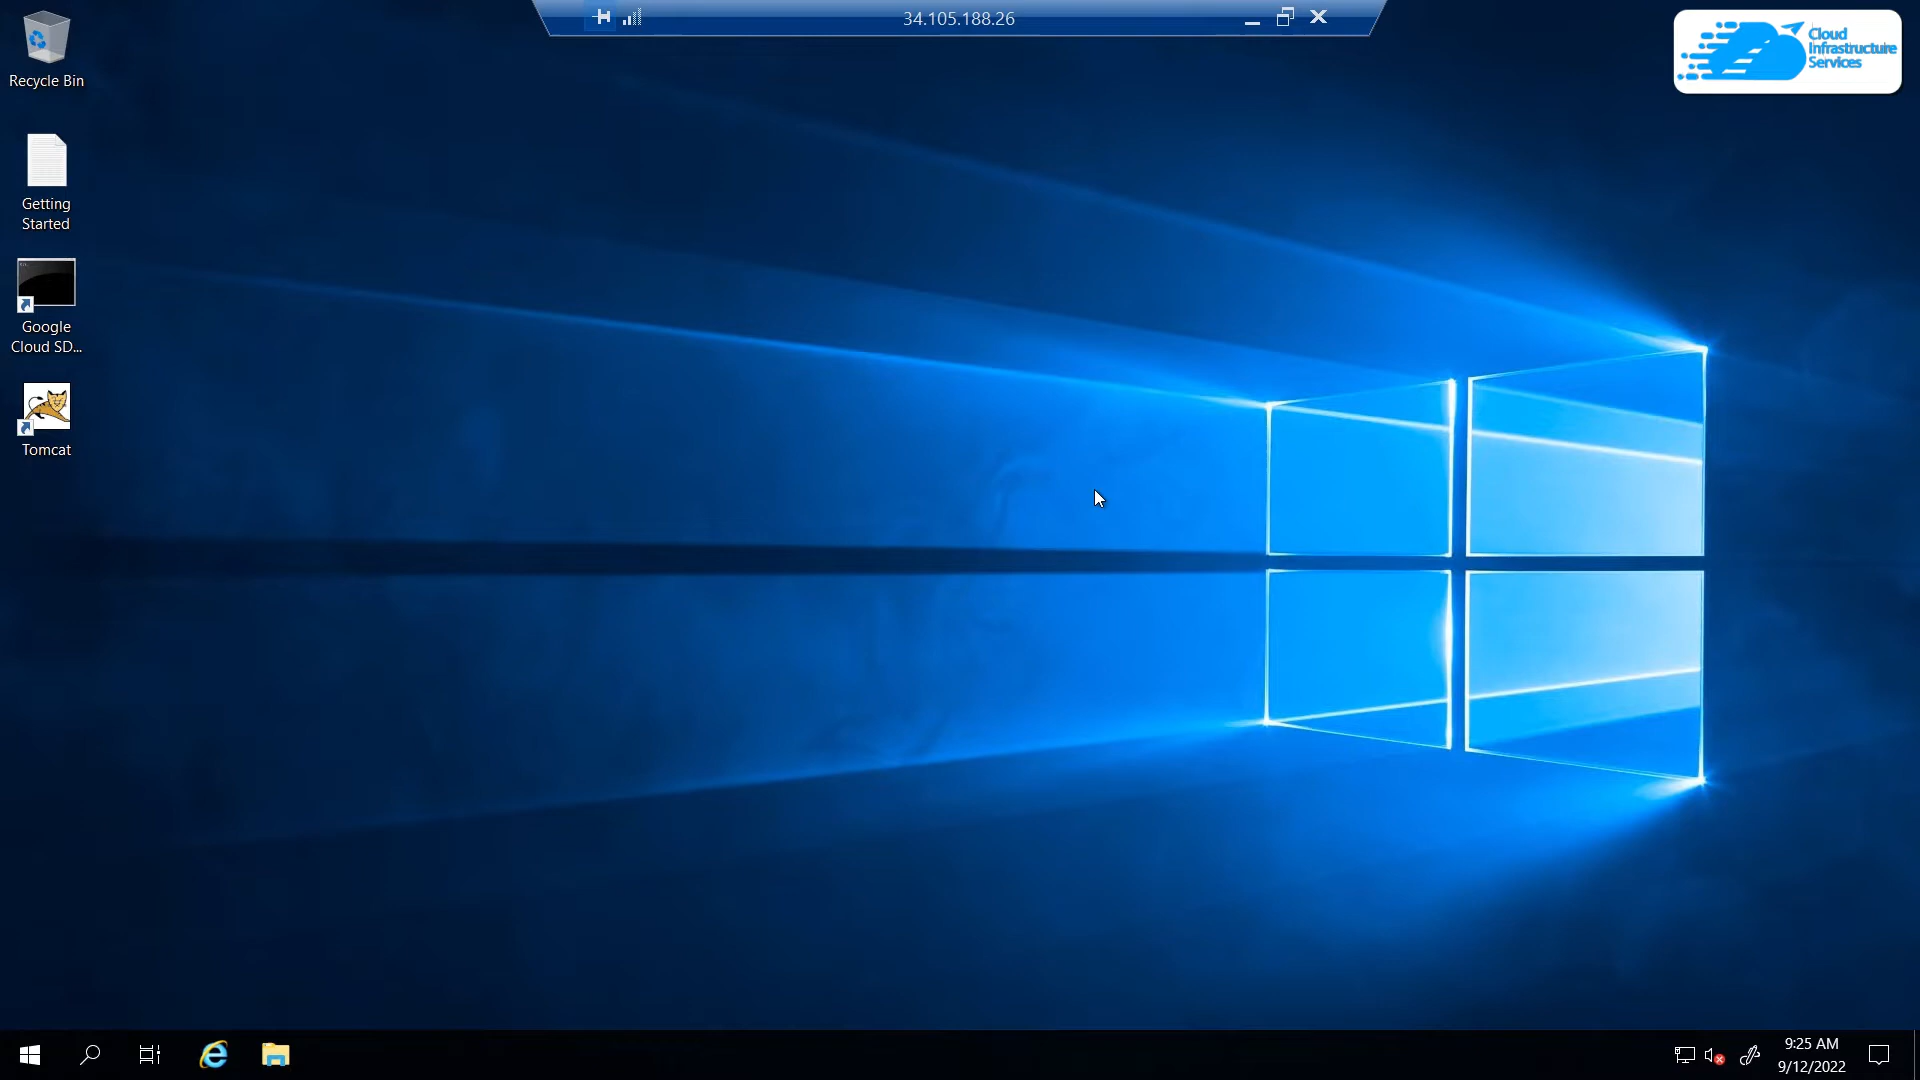 34.105.188.26
Cloud
Infrastructure
Services
Recycle Bin
Getting
Started
Google
Cloud SD...
Tomcat
9:25 AM
9/12/2022